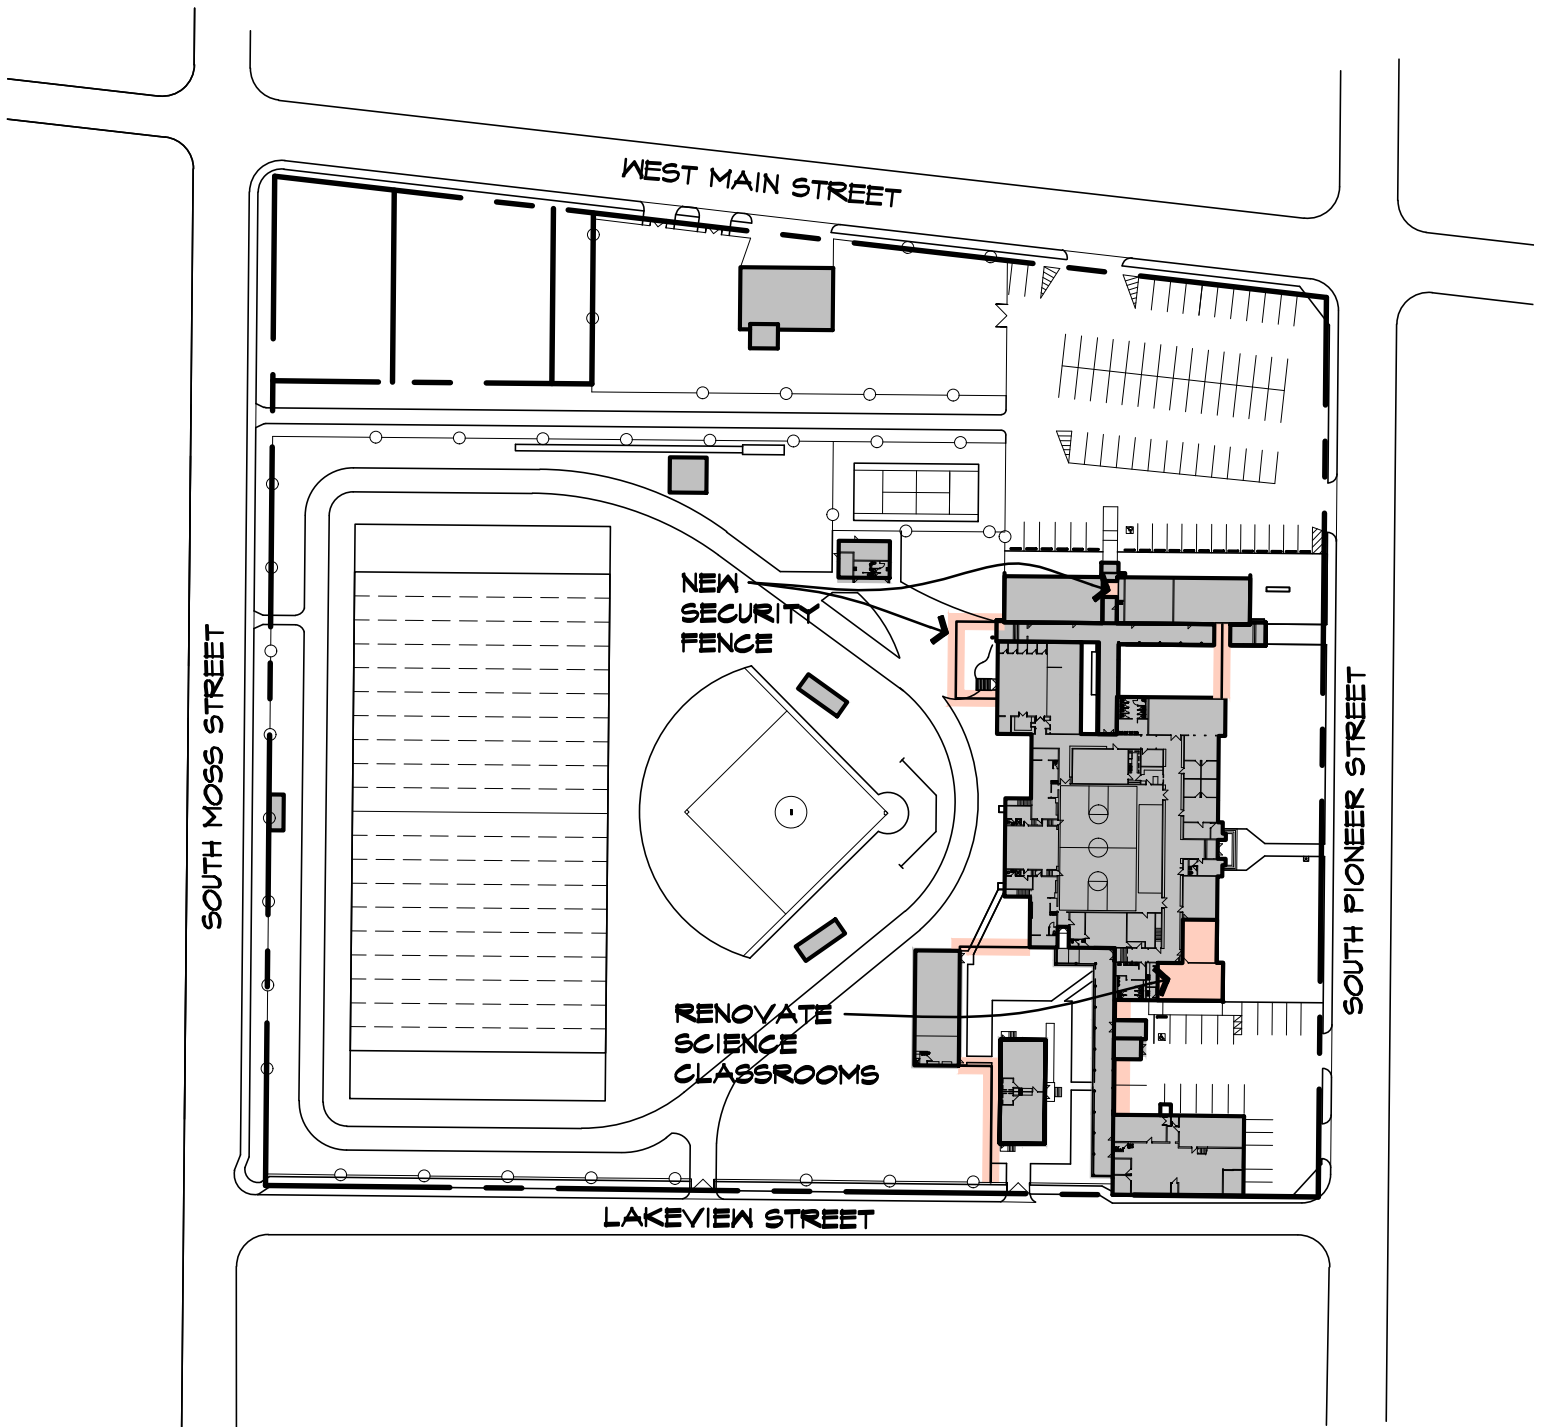 WEST MAIN STREET
NEW
SECURITY
FENCE
SOUTH MOSS STREET
SOUTH PIONEER STREET
RENOVATE
SCIENCE
CLASSROOMS
LAKEVIEW STREET